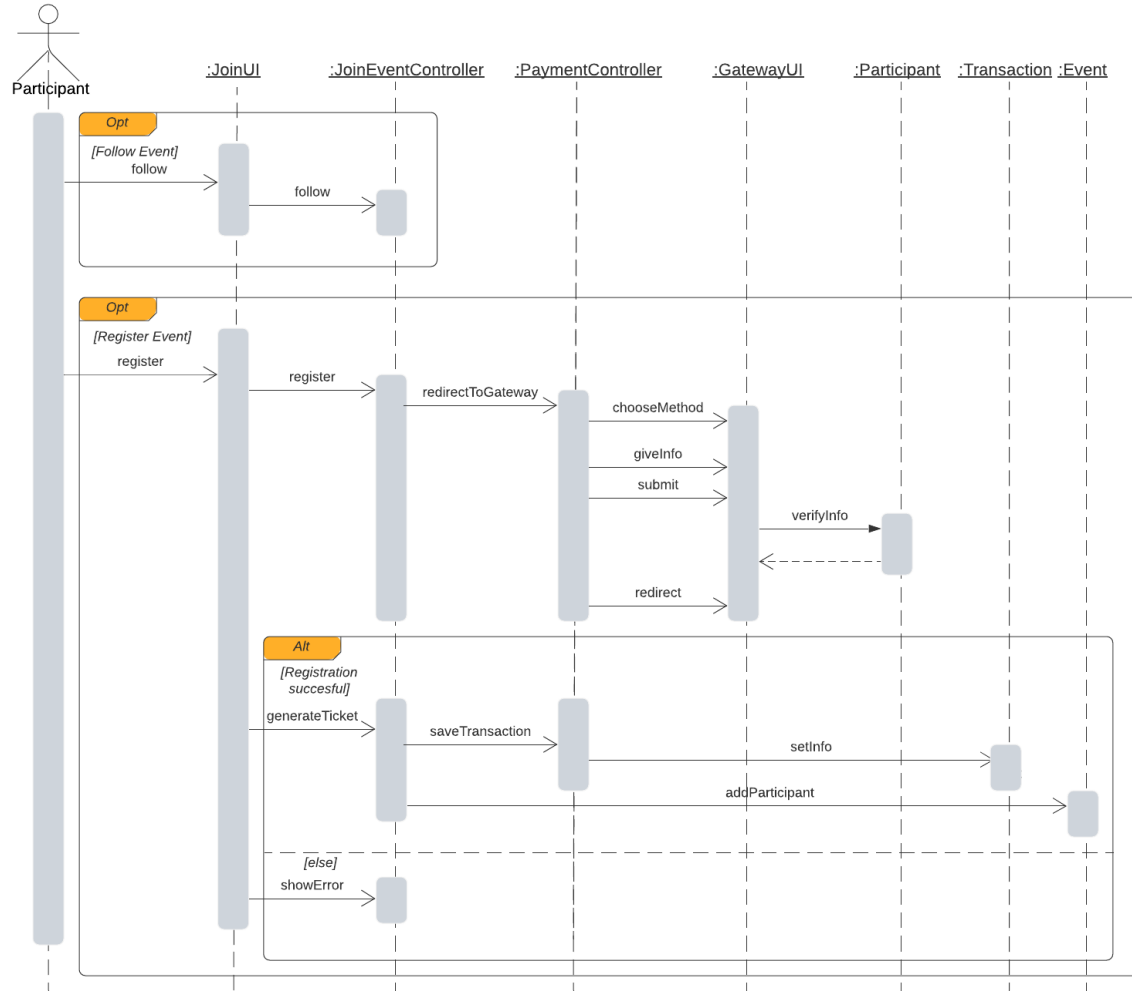 :JoinUI
:JoinEventController
:PaymentController
:GatewayUI
:Participant
:Transaction
:Event
Participant
Opt
[Follow Event]
follow
follow
Opt
[Register Event]
register
register
redirectToGateway
chooseMethod
giveInfo
submit
verifyInfo
redirect
Alt
[Registration
succesful]
generateTicket
saveTransaction
setInfo
addParticipant
[else]
showError